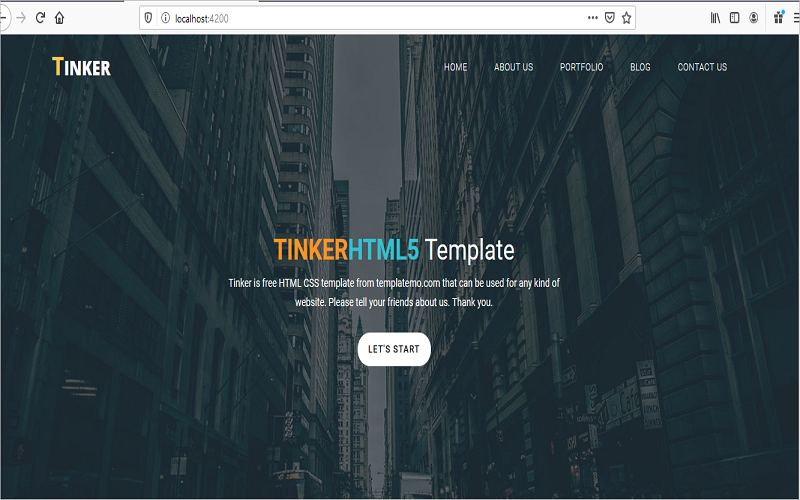 localhost:4200
TINKER
HOME ABOUT US PORTFOLIO BLOG CONTACT US
TINKERHTML5 Template
Tinker is free HTML CSS template from templatemo.com that can be used for any kind of
website. Please tell your friends about us. Thank you.
LET'S START
Cafe